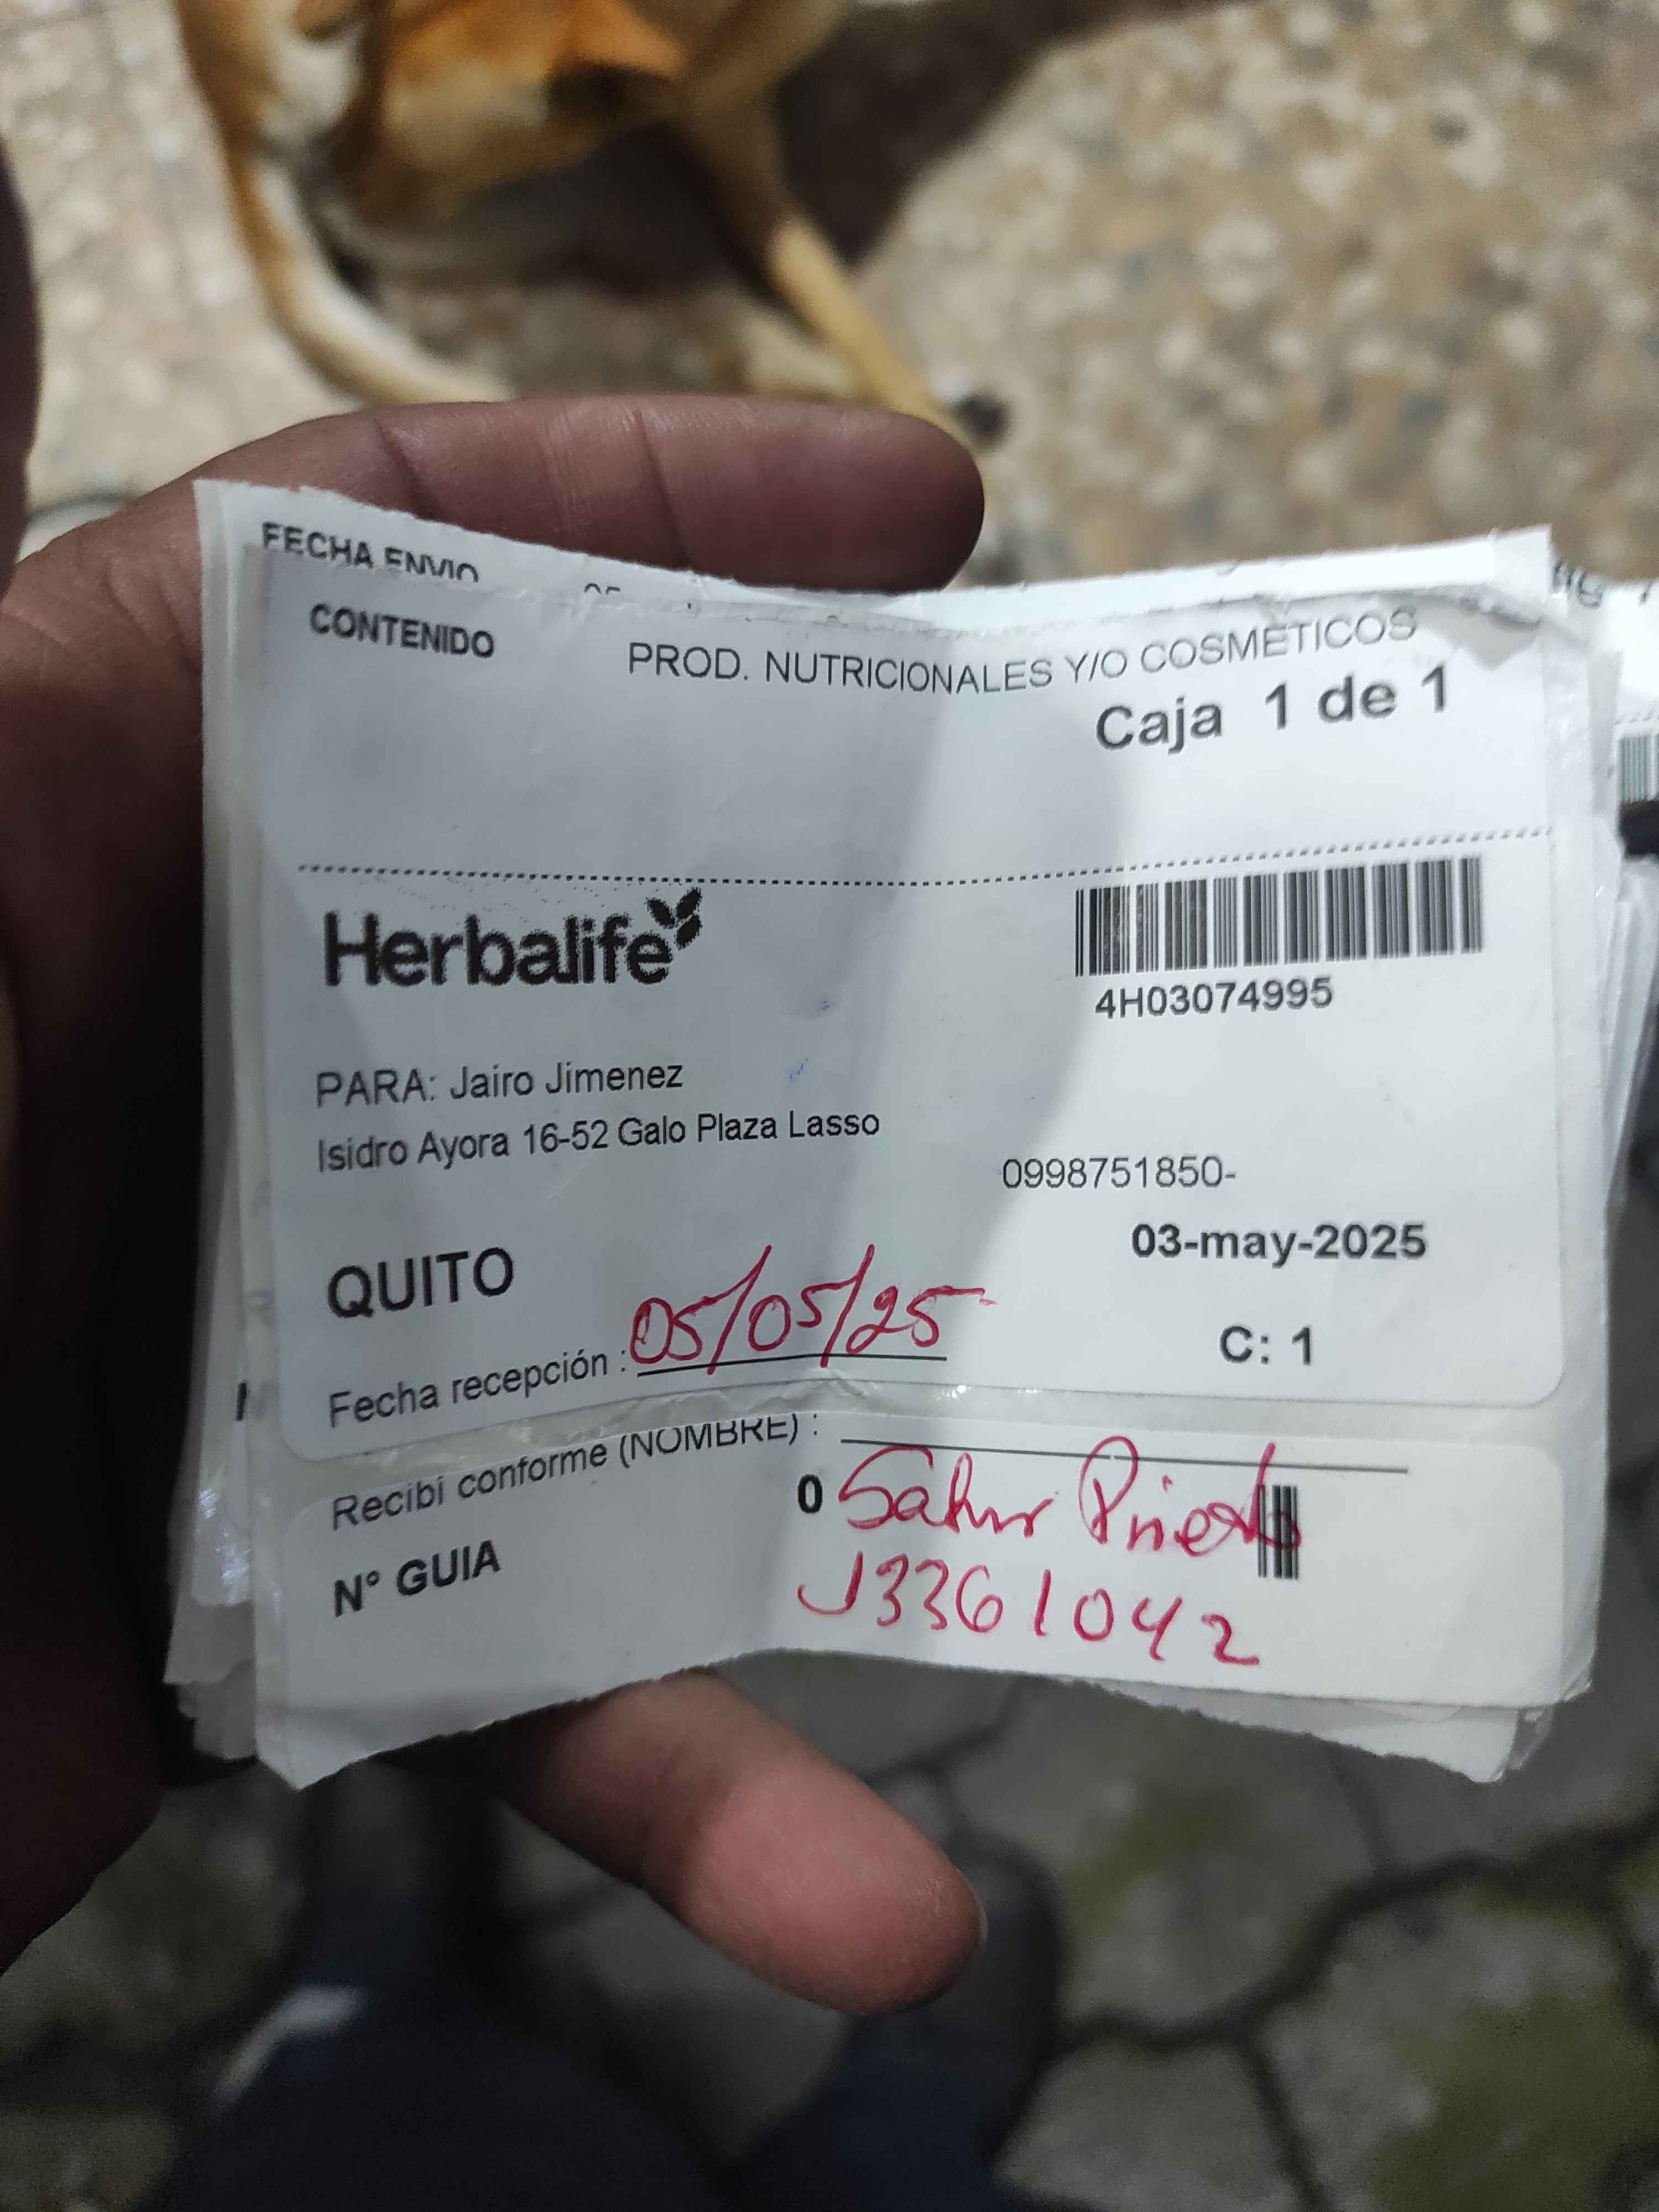 FECHA ENVIO
CONTENIDO
PROD. NUTRICIONALES Y/O COSMETICOS
Caja 1 de 1
Herbalife
4H03074995
PARA: Jairo Jimenez
Isidro Ayora 16-52 Galo Plaza Lasso
0998751850-
03-may-2025
QUITO
Fecha recepción : 05/05/25
C: 1
Recibí conforme (NOMBRE) :
0
N° GUIA
J3361042